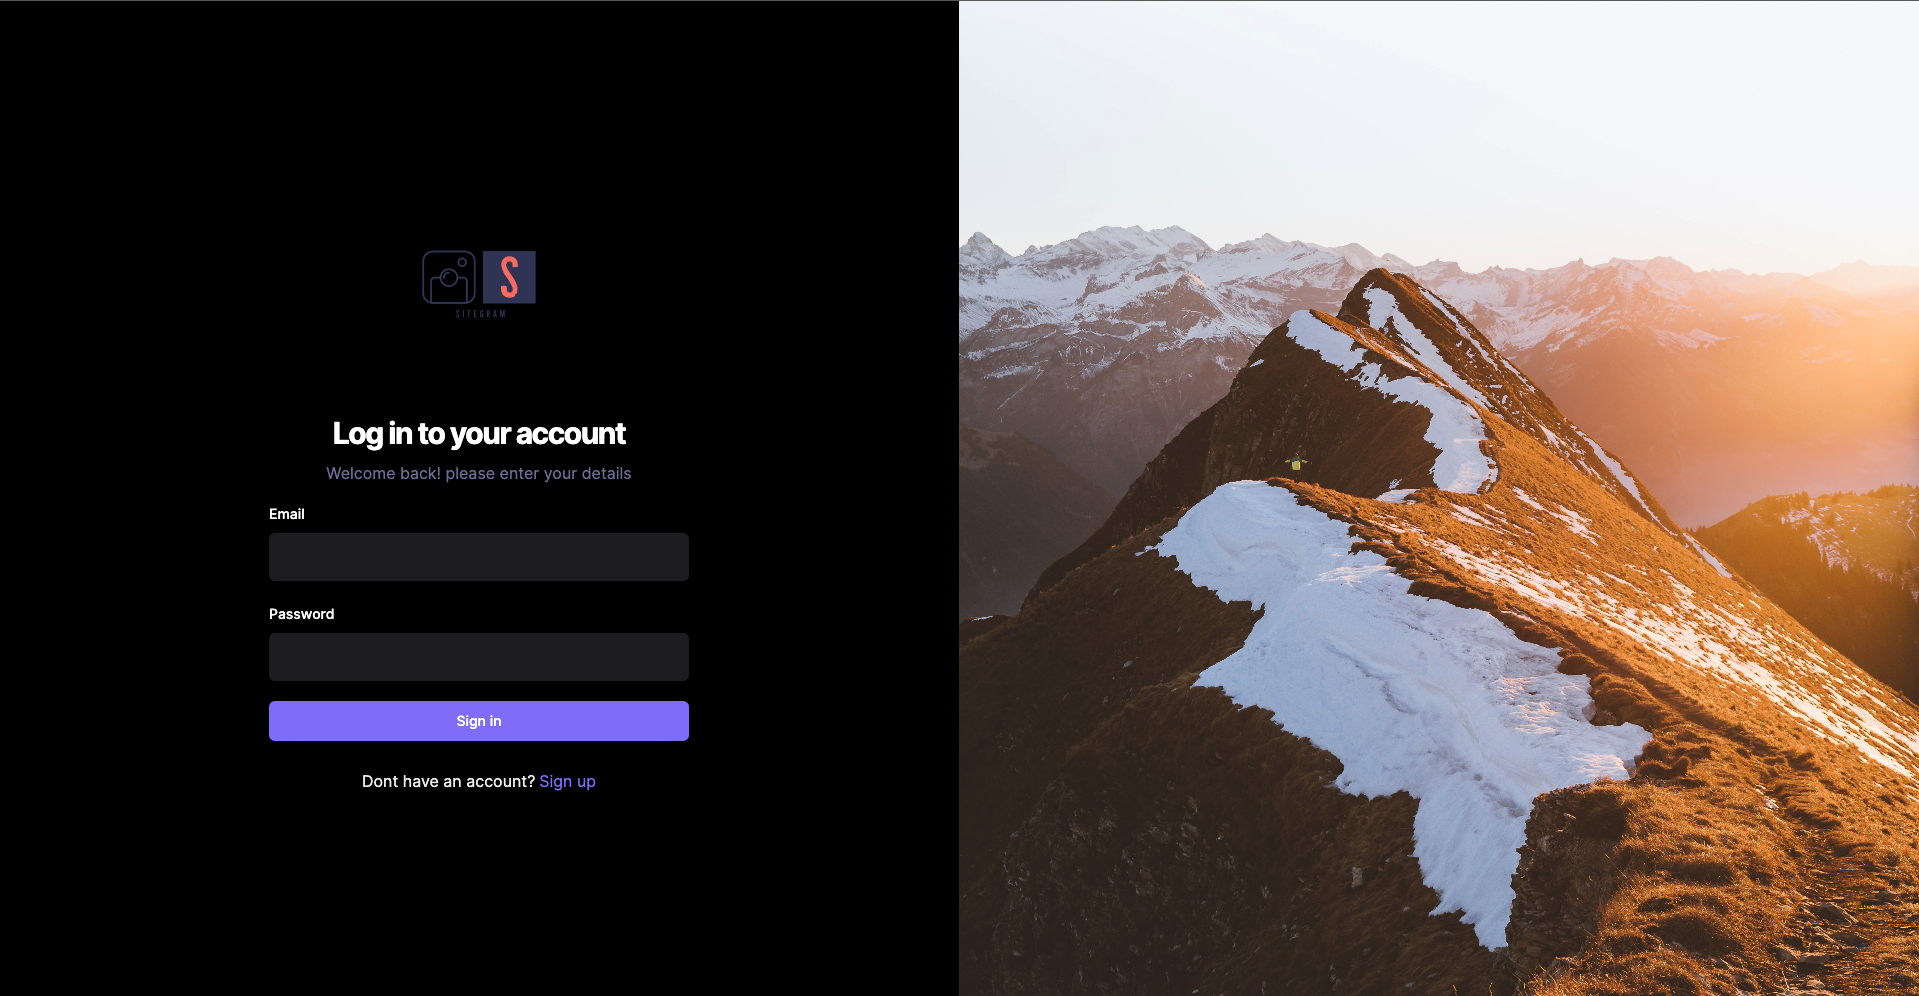 S
SITEGRAM
Log in to your account
Welcome back! please enter your details
Email
Password
Sign in
Dont have an account? Sign up